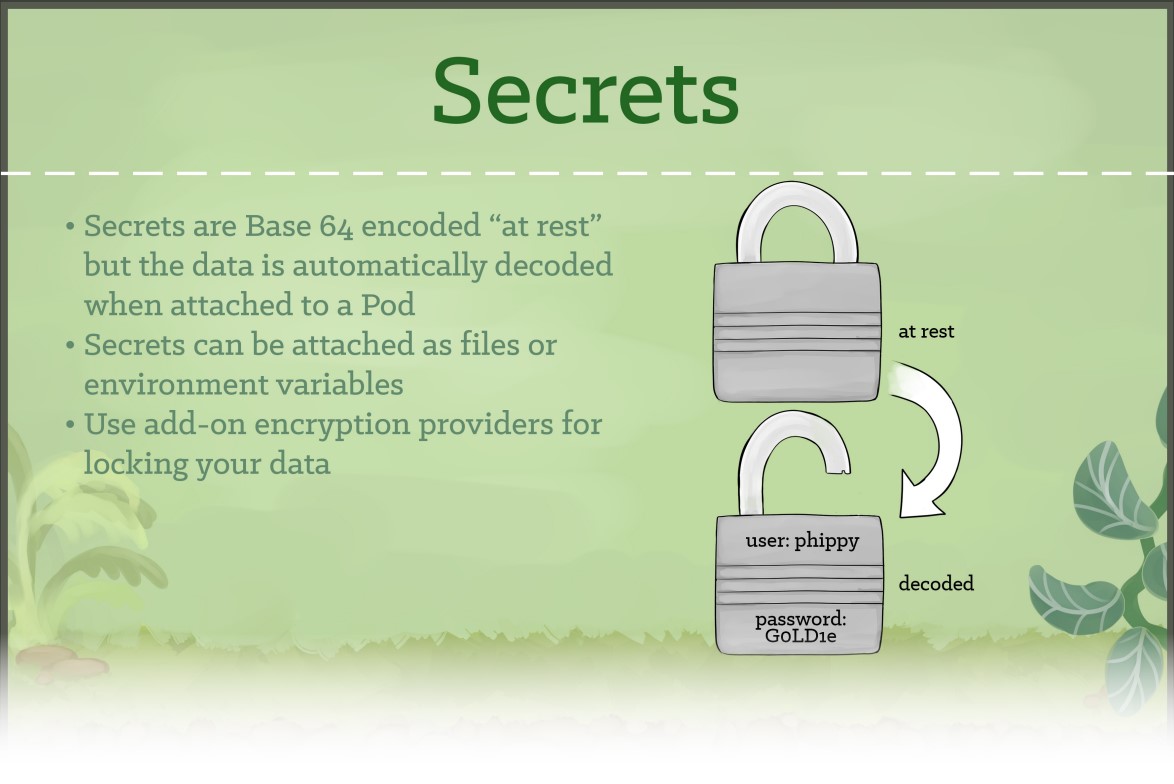 Secrets
• Secrets are Base 64 encoded “at rest”
but the data is automatically decoded
when attached to a Pod
• Secrets can be attached as files or
environment variables
• Use add-on encryption providers for
locking your data
at rest
user: phippy
decoded
password:
G0LD1e